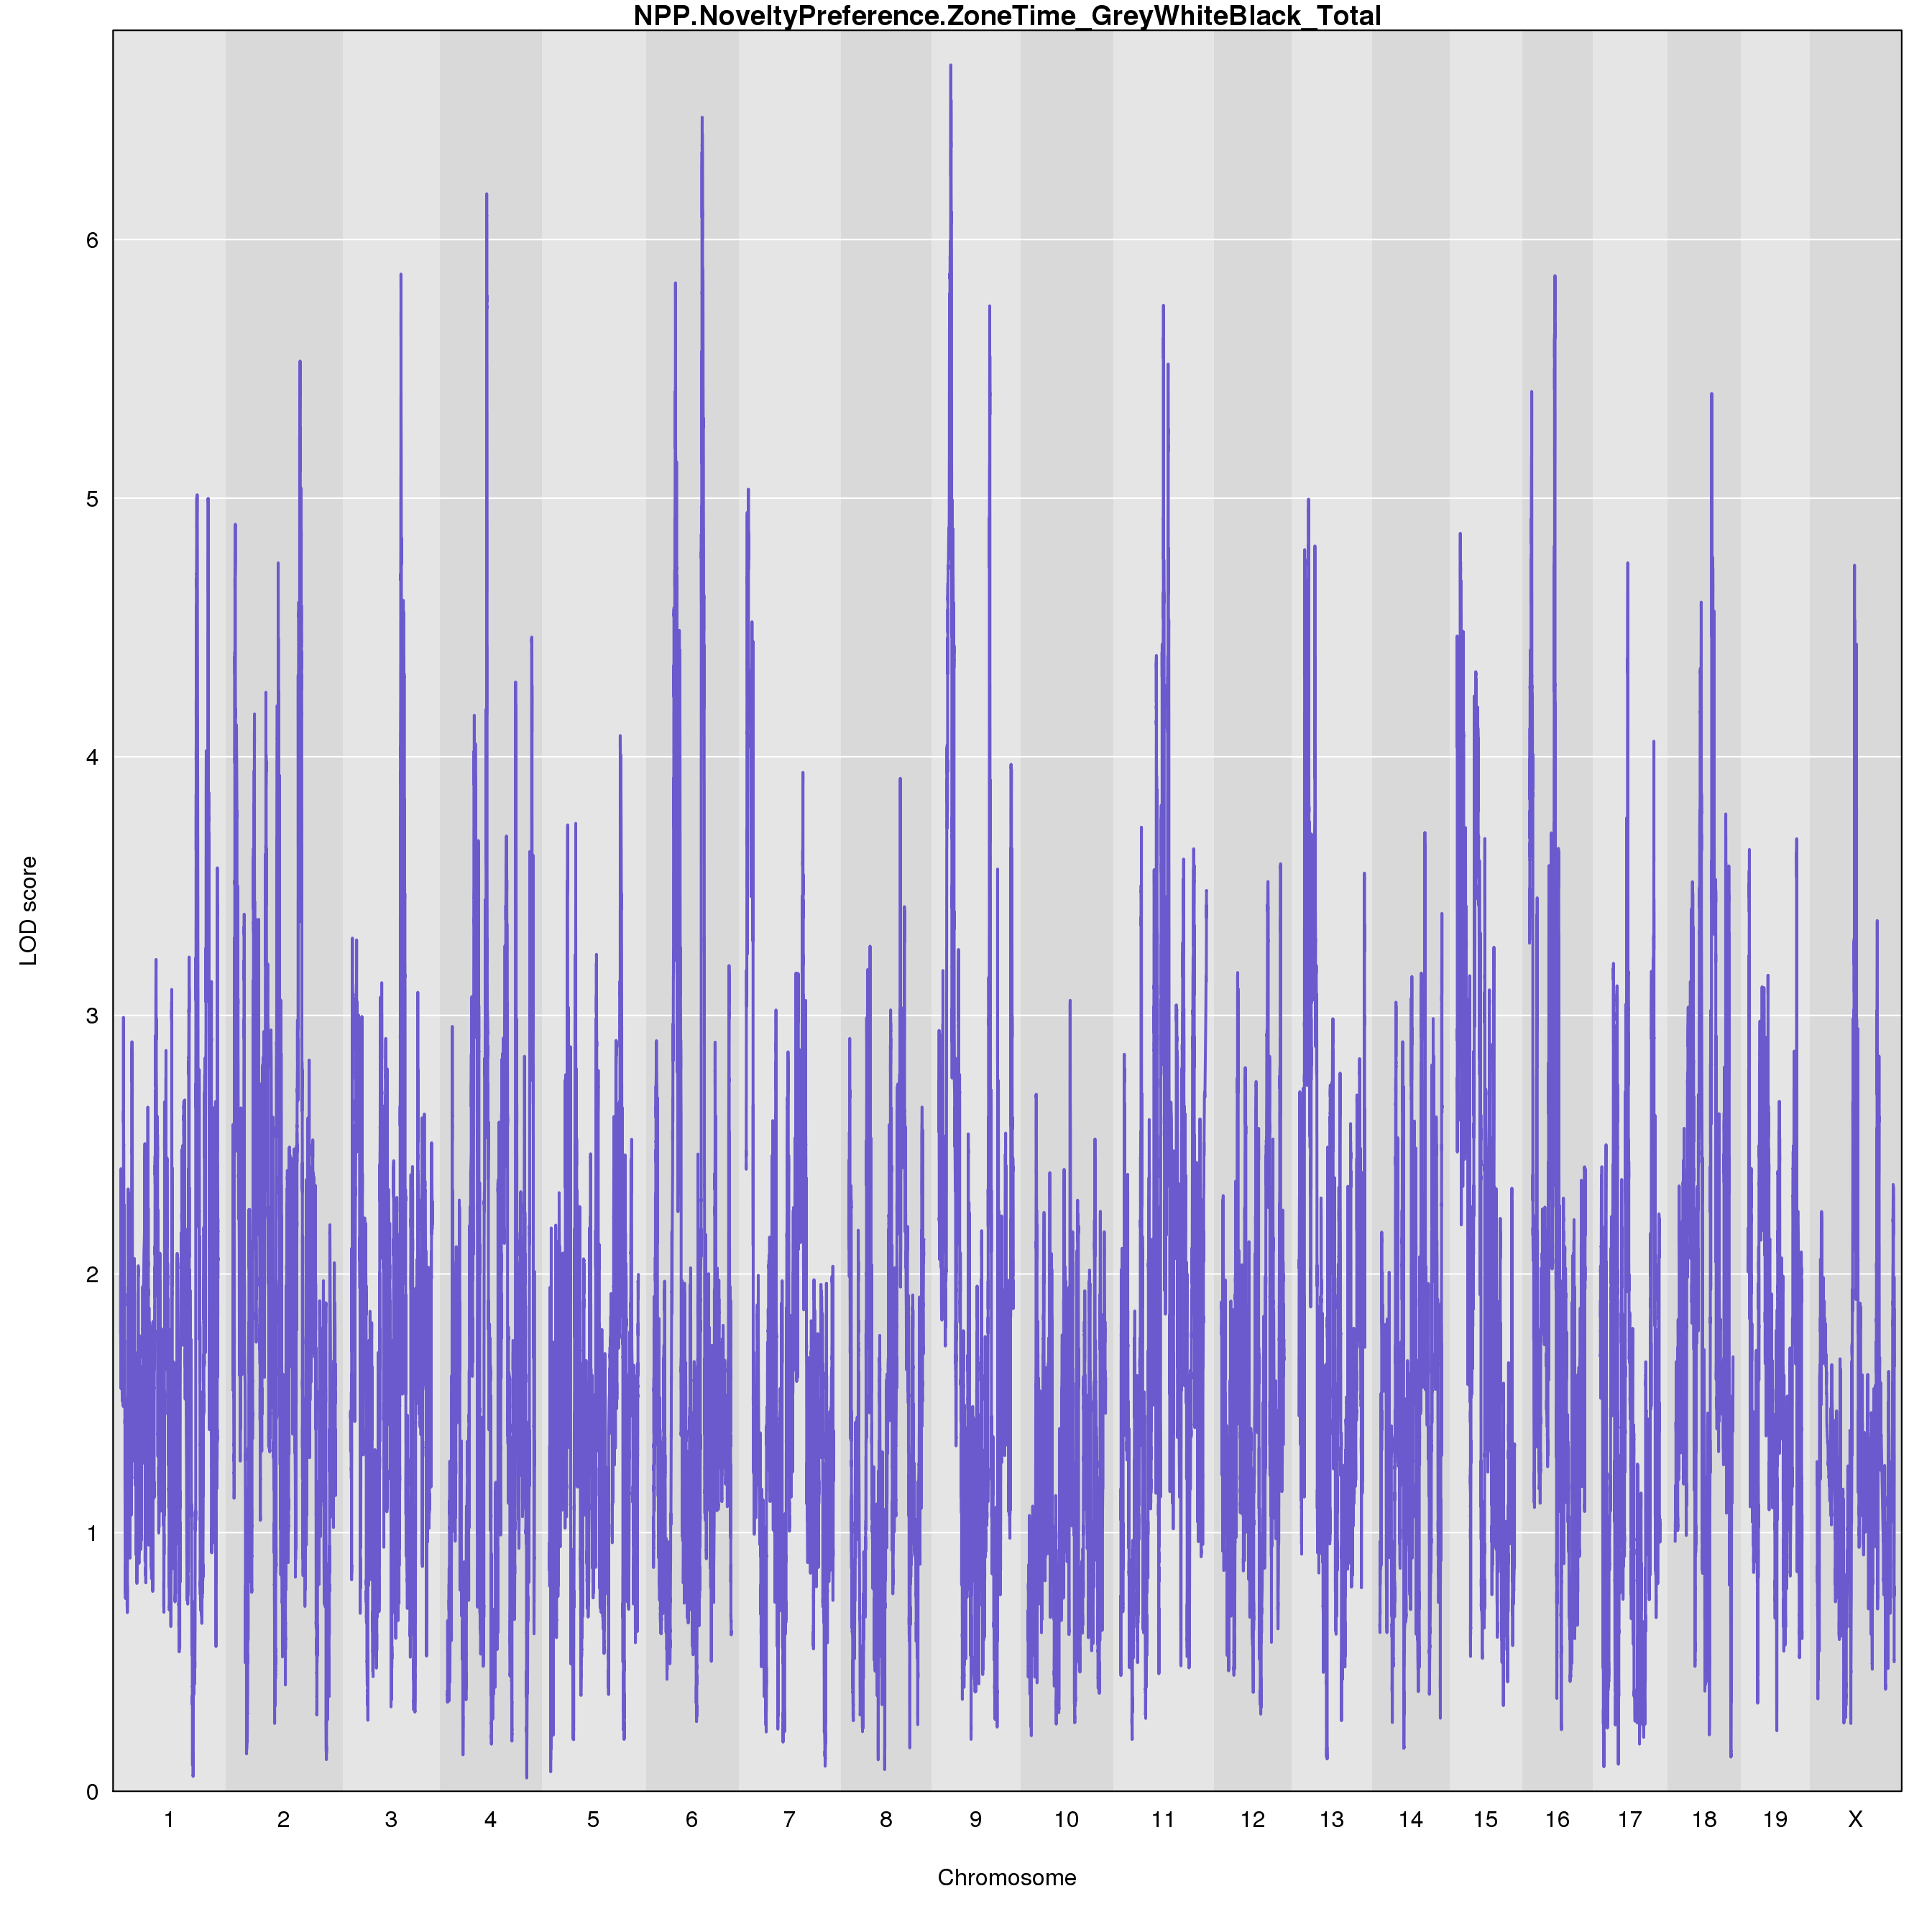 NPP.NoveltyPreference.ZoneTime_GreyWhiteBlack_Total
LOD score
6
5
4
3
2
1
0
1 2 3 4 5 6 7 8 9 10 11 12 13 14 15 16 17 18 19 X
Chromosome